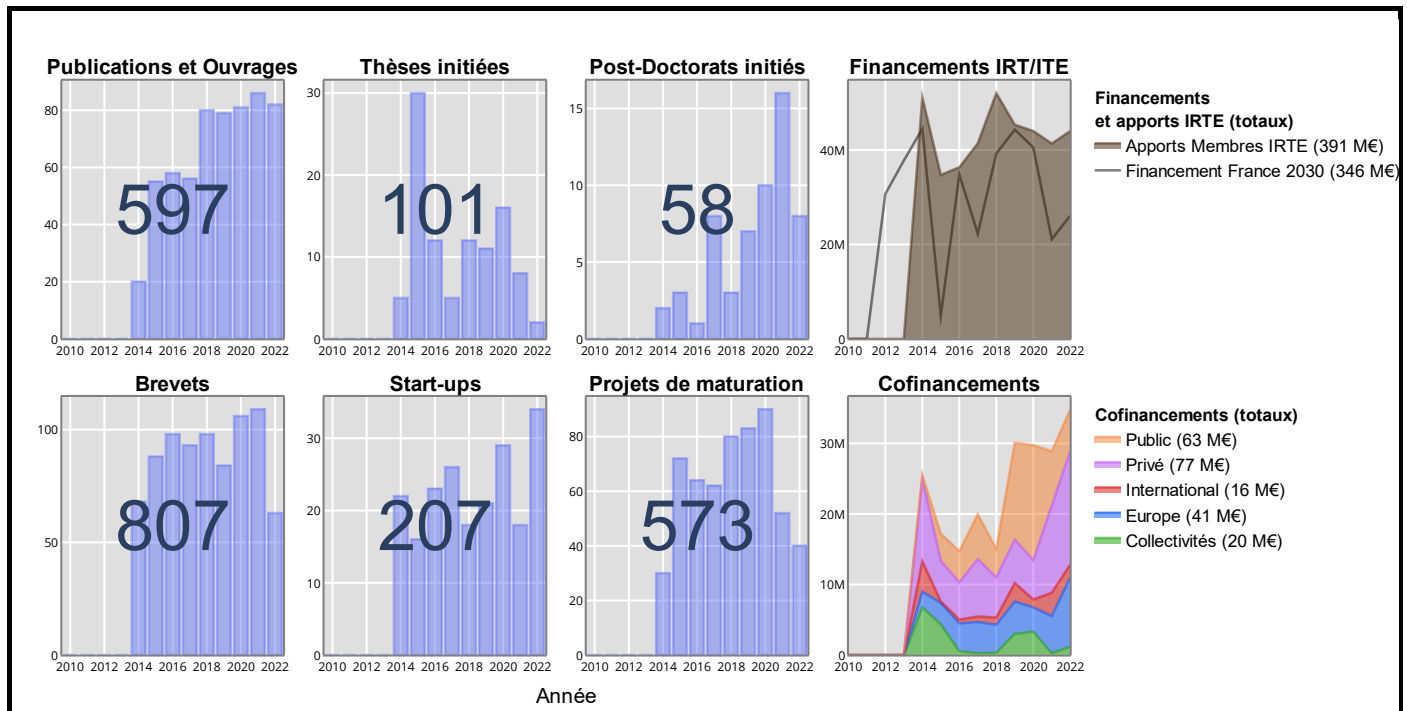 Publications et Ouvrages
80
60
40
20
0
597
2010 2012 2014 2016 2018 2020 2022
Thèses initiées
30
20
10
0
101
2010 2012 2014 2016 2018 2020 2022
Post-Doctorats initiés
15
10
5
0
58
2010 2012 2014 2016 2018 2020 2022
Financements IRT/ITE
40M
20M
0
2010 2012 2014 2016 2018 2020 2022
Financements
et apports IRTE (totaux)
Apports Membres IRTE (391 M€)
Financement France 2030 (346 M€)
Brevets
100
50
0
807
2010 2012 2014 2016 2018 2020 2022
Start-ups
30
20
10
0
207
2010 2012 2014 2016 2018 2020 2022
Projets de maturation
80
60
40
20
0
573
2010 2012 2014 2016 2018 2020 2022
Cofinancements
30M
20M
10M
0
2010 2012 2014 2016 2018 2020 2022
Cofinancements (totaux)
Public (63 M€)
Privé (77 M€)
International (16 M€)
Europe (41 M€)
Collectivités (20 M€)
Année